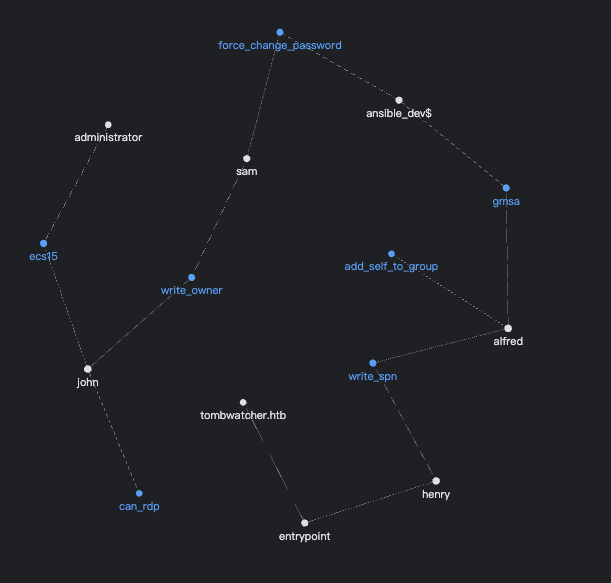 force_change_password
ansible_dev$
administrator
sam
gmsa
ecs15
add_self_to_group
write_owner
alfred
write_spn
john
tombwatcher.htb
henry
can_rdp
entrypoint